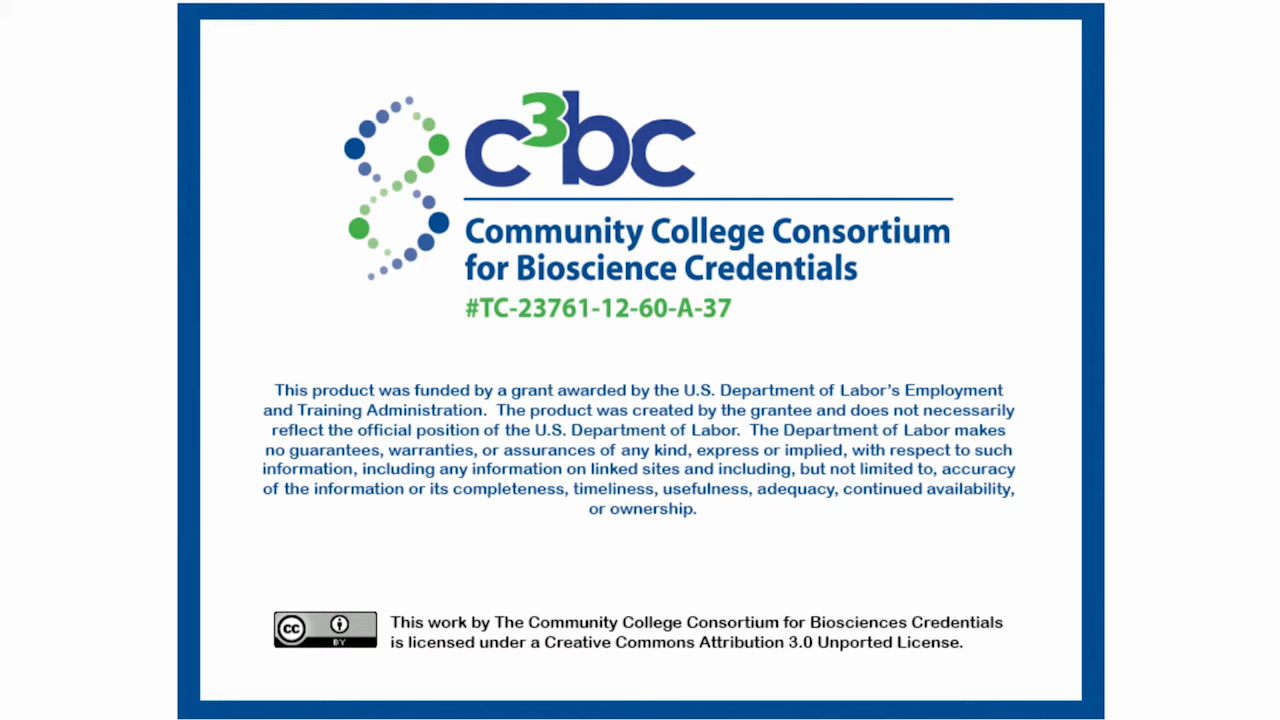 c3bc
Community College Consortium
for Bioscience Credentials
#TC-23761-12-60-A-37
This product was funded by a grant awarded by the U.S. Department of Labor’s Employment
and Training Administration.  The product was created by the grantee and does not necessarily
reflect the official position of the U.S. Department of Labor.  The Department of Labor makes
no guarantees, warranties, or assurances of any kind, express or implied, with respect to such
information, including any information on linked sites and including, but not limited to, accuracy
of the information or its completeness, timeliness, usefulness, adequacy, continued availability,
or ownership.
cc BY
This work by The Community College Consortium for Biosciences Credentials
is licensed under a Creative Commons Attribution 3.0 Unported License.